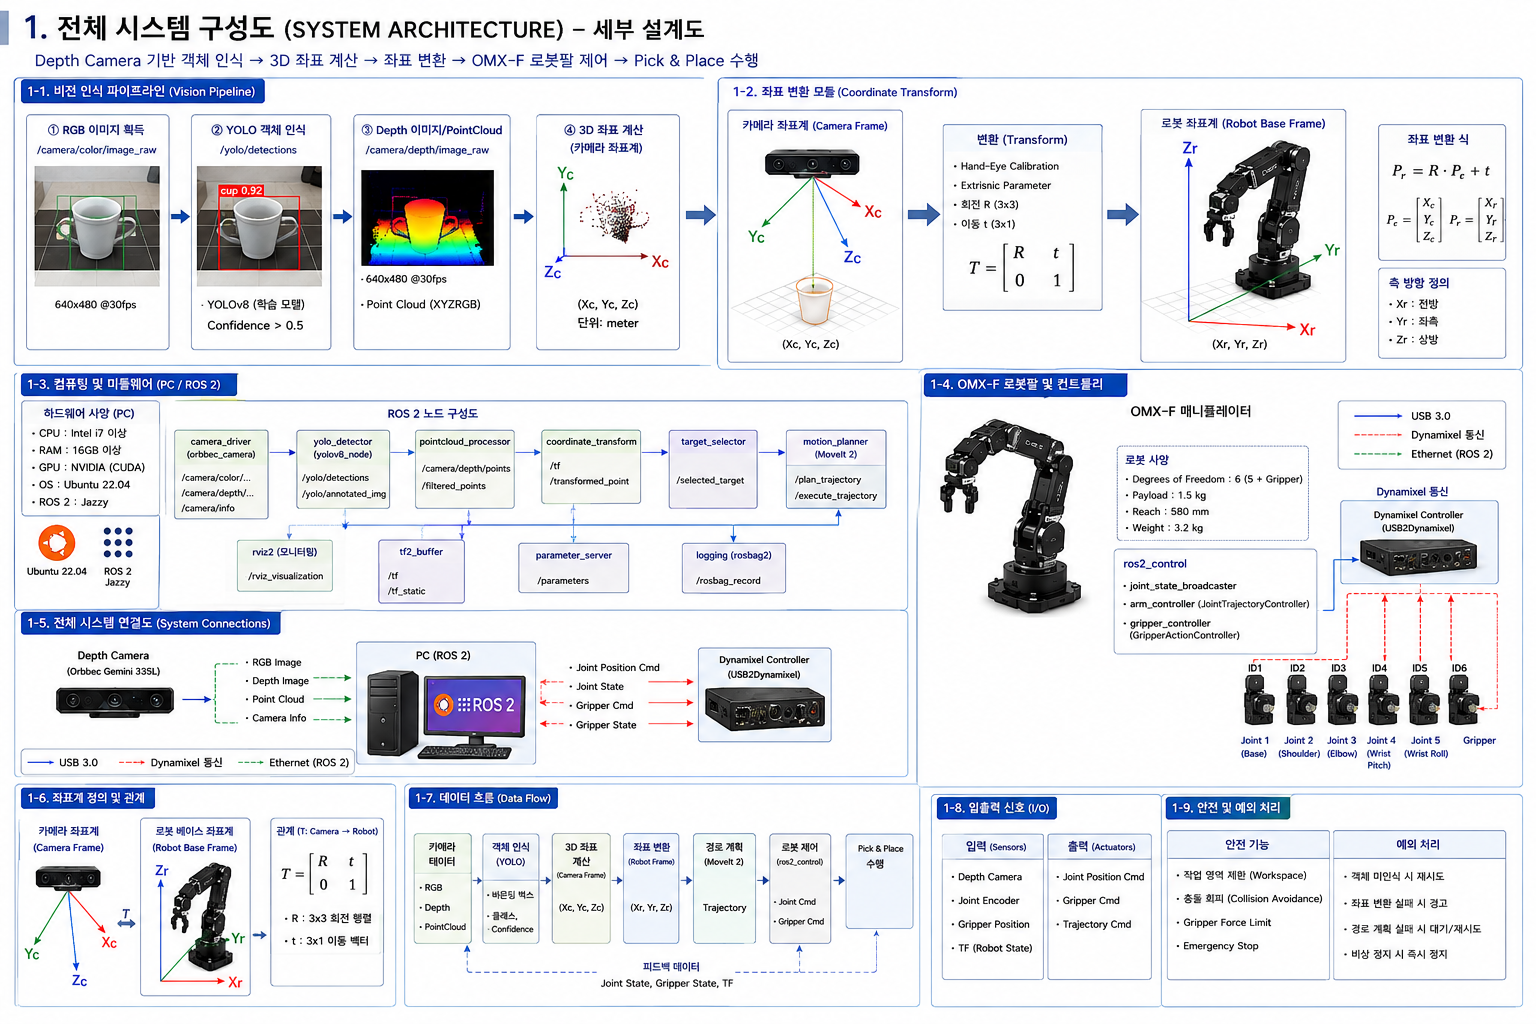 1. 전체 시스템 구성도 (SYSTEM ARCHITECTURE) – 세부 설계도
Depth Camera 기반 객체 인식 → 3D 좌표 계산 → 좌표 변환 → OMX-F 로봇팔 제어 → Pick & Place 수행
1-1. 비전 인식 파이프라인 (Vision Pipeline)
① RGB 이미지 획득
/camera/color/image_raw
640x480 @30fps
② YOLO 객체 인식
/yolo/detections
cup 0.92
· YOLOv8 (학습 모델)
Confidence > 0.5
③ Depth 이미지/PointCloud
/camera/depth/image_raw
· 640x480 @30fps
· Point Cloud (XYZRGB)
④ 3D 좌표 계산
(카메라 좌표계)
Yc
Zc
Xc
(Xc, Yc, Zc)
단위: meter
1-2. 좌표 변환 모듈 (Coordinate Transform)
카메라 좌표계 (Camera Frame)
Xc
Yc
Zc
(Xc, Yc, Zc)
변환 (Transform)
· Hand-Eye Calibration
· Extrisnic Parameter
· 회전 R (3x3)
· 이동 t (3x1)
T = [R t
0 1]
로봇 좌표계 (Robot Base Frame)
Zr
Yr
Xr
(Xr, Yr, Zr)
좌표 변환 식
P_r = R · P_c + t
P_c = [X_c Y_c Z_c] P_r = [X_r Y_r Z_r]
축 방향 정의
· Xr : 전방
· Yr : 좌측
· Zr : 상방
1-3. 컴퓨팅 및 미들웨어 (PC / ROS 2)
하드웨어 사양 (PC)
· CPU : Intel i7 이상
· RAM : 16GB 이상
· GPU : NVIDIA (CUDA)
· OS : Ubuntu 22.04
· ROS 2 : Jazzy
Ubuntu 22.04
ROS 2
Jazzy
ROS 2 노드 구성도
camera_driver
(orbbec_camera)
/camera/color/...
/camera/depth/...
/camera/info
yolo_detector
(yolov8_node)
/yolo/detections
/yolo/annotated_img
pointcloud_processor
/camera/depth/points
/filtered_points
coordinate_transform
/tf
/transformed_point
target_selector
/selected_target
motion_planner
(MoveIt 2)
/plan_trajectory
/execute_trajectory
rviz2 (모니터링)
/rviz_visualization
tf2_buffer
/tf
/tf_static
parameter_server
/parameters
logging (rosbag2)
/rosbag_record
1-4. OMX-F 로봇팔 및 컨트롤러
OMX-F 매니퓰레이터
USB 3.0
Dynamixel 통신
Ethernet (ROS 2)
로봇 사양
· Degrees of Freedom : 6 (5 + Gripper)
· Payload : 1.5 kg
· Reach : 580 mm
· Weight : 3.2 kg
ros2_control
· joint_state_broadcaster
· arm_controller (JointTrajectoryController)
· gripper_controller
(GripperActionController)
Dynamixel 통신
Dynamixel Controller
(USB2Dynamixel)
ID1 ID2 ID3 ID4 ID5 ID6
Joint 1
(Base)
Joint 2
(Shoulder)
Joint 3
(Elbow)
Joint 4
(Wrist
Pitch)
Joint 5
(Wrist Roll)
Gripper
1-5. 전체 시스템 연결도 (System Connections)
Depth Camera
(Orbbec Gemini 335L)
· RGB Image
· Depth Image
· Point Cloud
· Camera Info
PC (ROS 2)
ROS 2
· Joint Position Cmd
· Joint State
· Gripper Cmd
· Gripper State
Dynamixel Controller
(USB2Dynamixel)
USB 3.0
Dynamixel 통신
Ethernet (ROS 2)
1-6. 좌표계 정의 및 관계
카메라 좌표계
(Camera Frame)
Yc
Xc
Zc
T
로봇 베이스 좌표계
(Robot Base Frame)
Zr
Yr
Xr
관계 (T: Camera → Robot)
T = [R t
0 1]
· R : 3x3 회전 행렬
· t : 3x1 이동 벡터
1-7. 데이터 흐름 (Data Flow)
카메라
데이터
· RGB
· Depth
· PointCloud
객체 인식
(YOLO)
· 바운딩 박스
· 클래스,
Confidence
3D 좌표
계산
(Camera Frame)
(Xc, Yc, Zc)
좌표 변환
(Robot Frame)
(Xr, Yr, Zr)
경로 계획
(MoveIt 2)
Trajectory
로봇 제어
(ros2_control)
· Joint Cmd
· Gripper Cmd
Pick & Place
수행
피드백 데이터
Joint State, Gripper State, TF
1-8. 입출력 신호 (I/O)
입력 (Sensors)
· Depth Camera
· Joint Encoder
· Gripper Position
· TF (Robot State)
출력 (Actuators)
· Joint Position Cmd
· Gripper Cmd
· Trajectory Cmd
1-9. 안전 및 예외 처리
안전 기능
· 작업 영역 제한 (Workspace)
· 충돌 회피 (Collision Avoidance)
· Gripper Force Limit
· Emergency Stop
예외 처리
· 객체 미인식 시 재시도
· 좌표 변환 실패 시 경고
· 경로 계획 실패 시 대기/재시도
· 비상 정지 시 즉시 정지